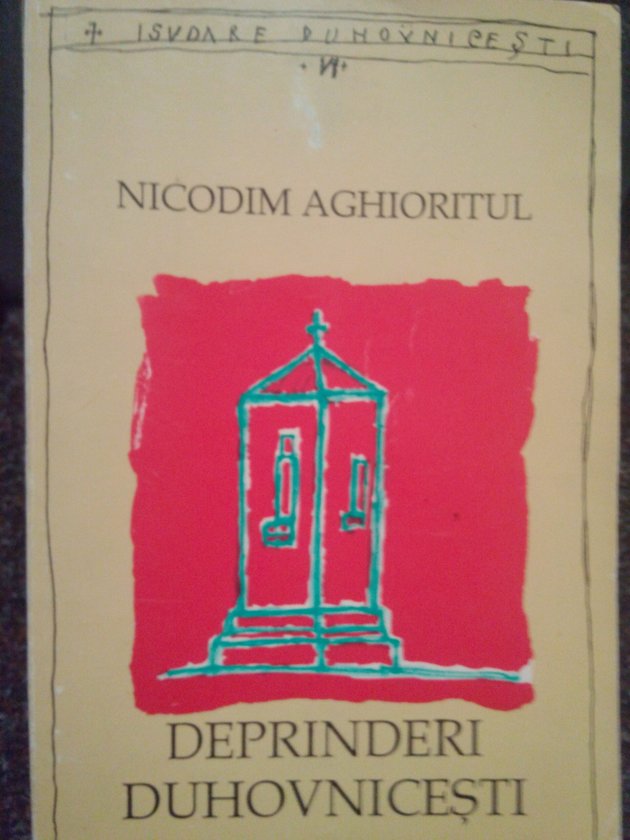 ISVOARE DUHOVNICEȘTI
VI
NICODIM AGHIORITUL
DEPRINDERI
DUHOVNICEȘTI